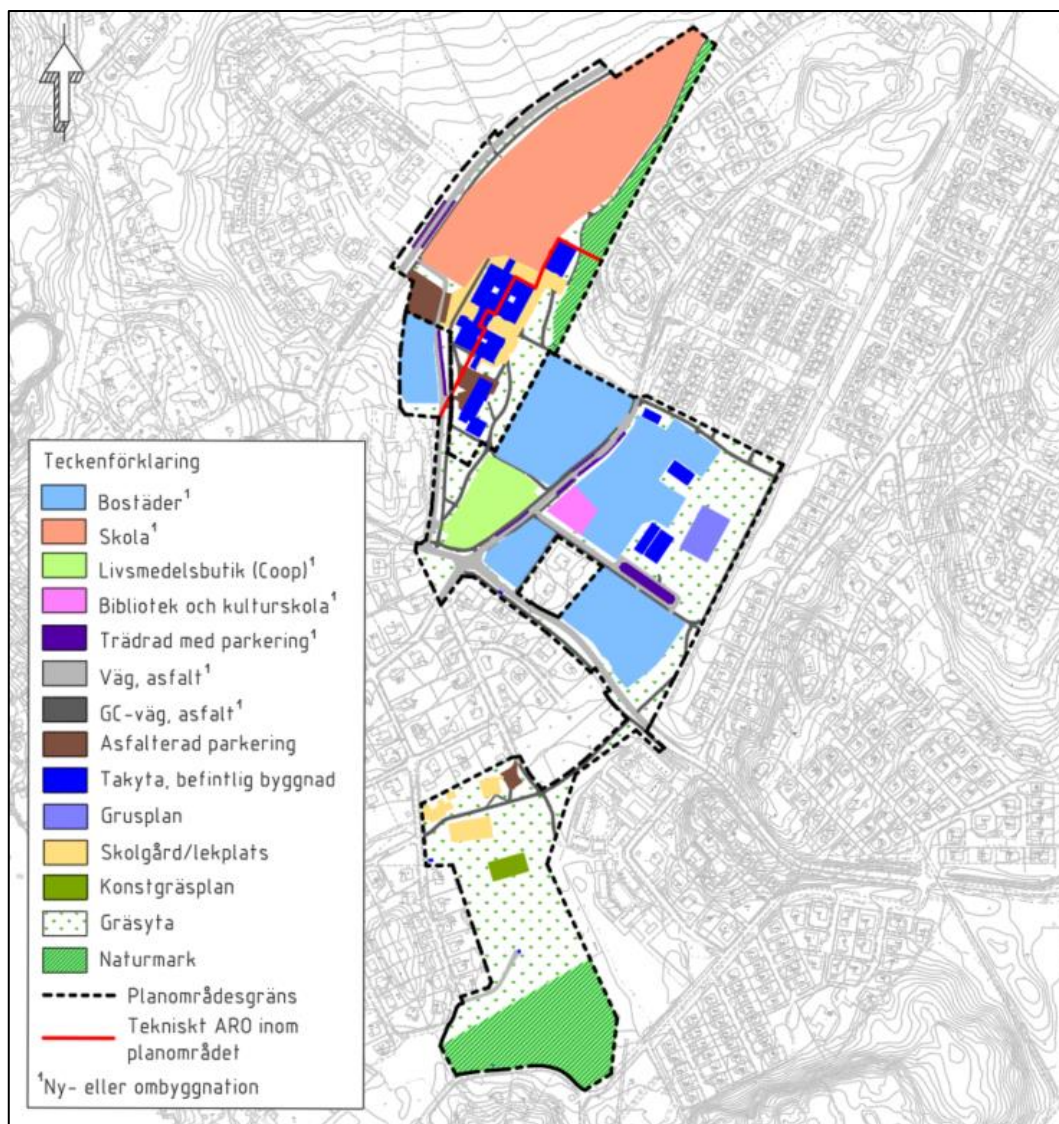 Teckenförklaring
Bostäder¹
Skola¹
Livsmedelsbutik (Coop)¹
Bibliotek och kulturskola¹
Trädrad med parkering¹
Väg, asfalt¹
GC-väg, asfalt¹
Asfalterad parkering
Takyta, befintlig byggnad
Grusplan
Skolgård/lekplats
Konstgräsplan
Gräsyta
Naturmark
Planområdesgräns
Tekniskt ARO inom
planområdet
¹Ny- eller ombyggnation